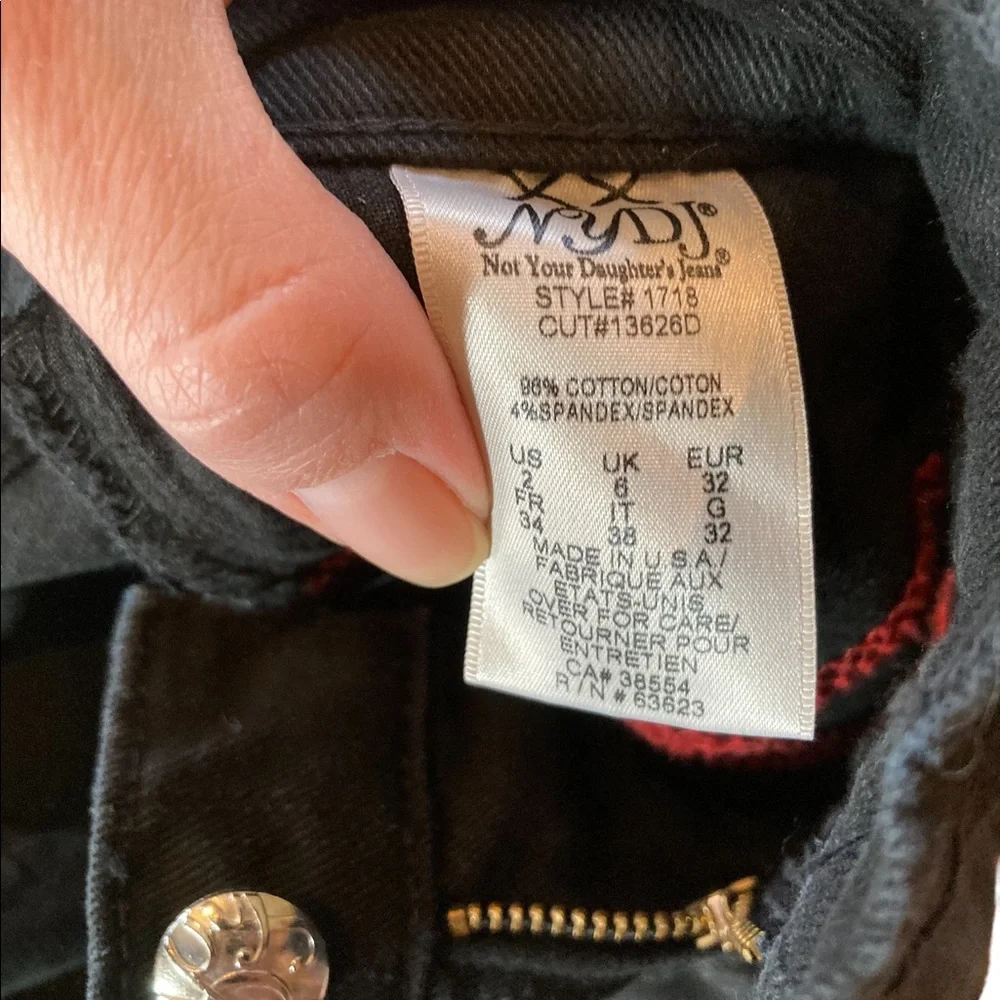 NYDJ®
Not Your Daughter's Jeans®
STYLE# 1718
CUT#13626D
96% COTTON/COTON
4%SPANDEX/SPANDEX
US UK EUR
2 6 32
FR IT G
34 38 32
MADE IN U S A/
FABRIQUE AUX
ETATS UNIS
OVER FOR CARE/
RETOURNER POUR
ENTRETIEN
CA# 38554
R/N # 63623